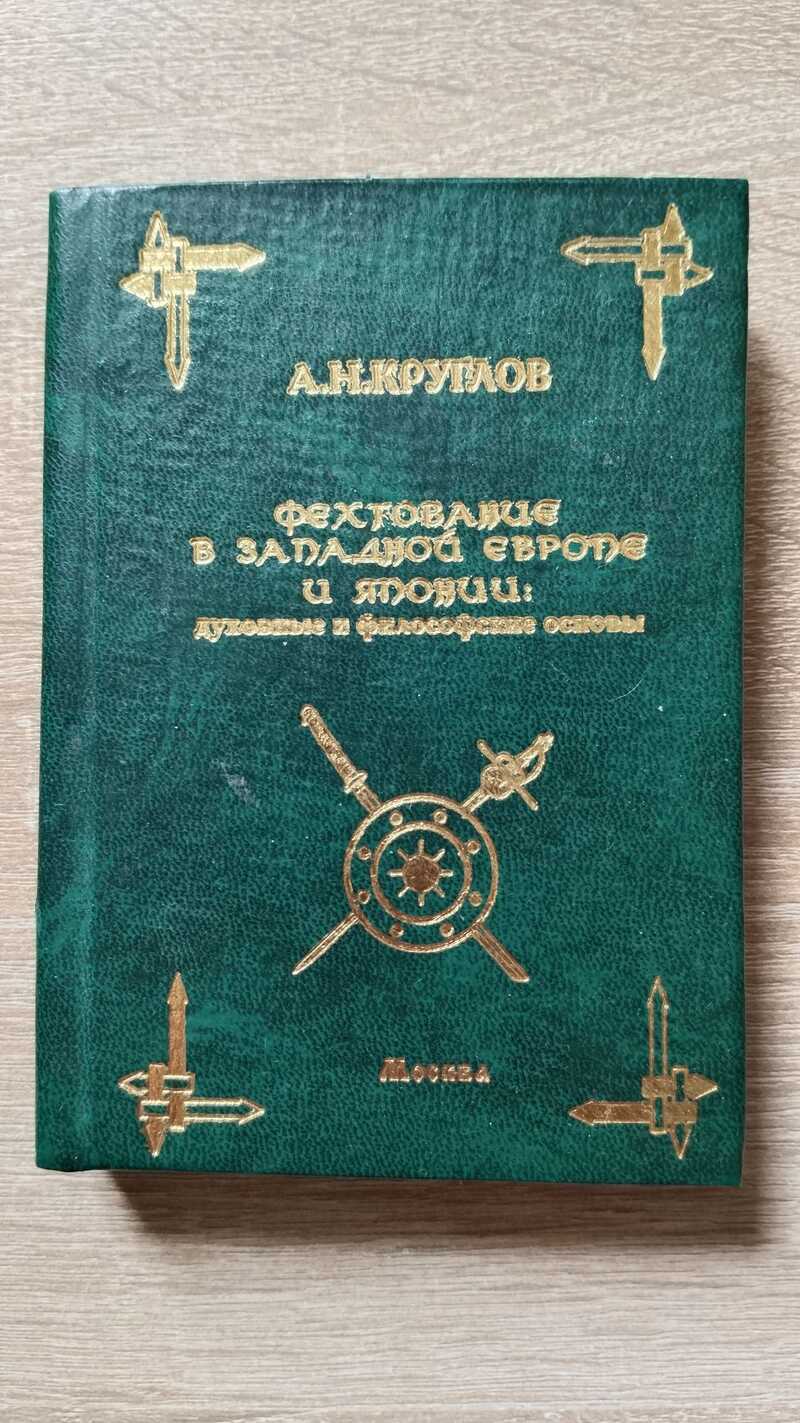 А.Н.КРУГЛОВ
ФЕХТОВАНИЕ
В ЗАПАДНОЙ ЕВРОПЕ
И ЯПОНИИ:
духовные и философские основы
Москва